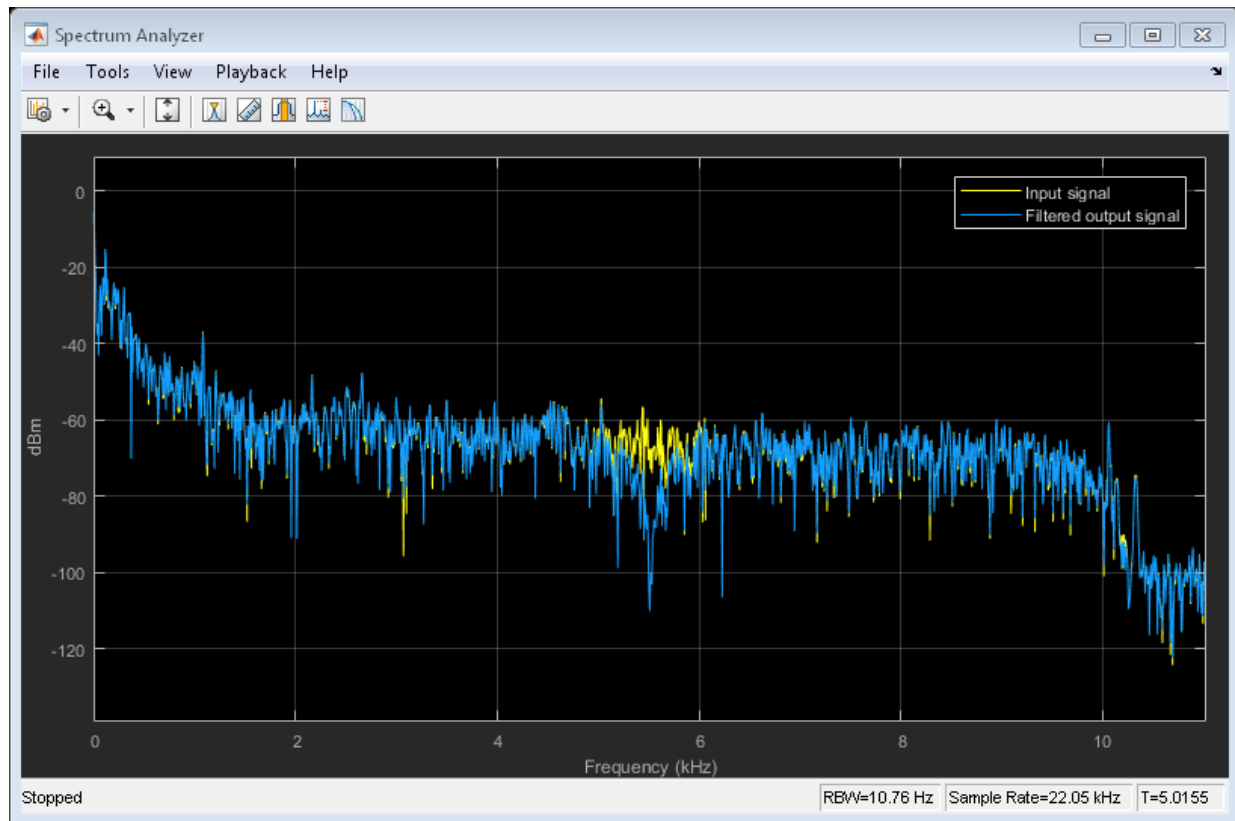 Spectrum Analyzer
File Tools View Playback Help
Input signal
Filtered output signal
0
-20
-40
-60
-80
-100
-120
dBm
0 2 4 6 8 10
Frequency (kHz)
Stopped RBW=10.76 Hz Sample Rate=22.05 kHz T=5.0155